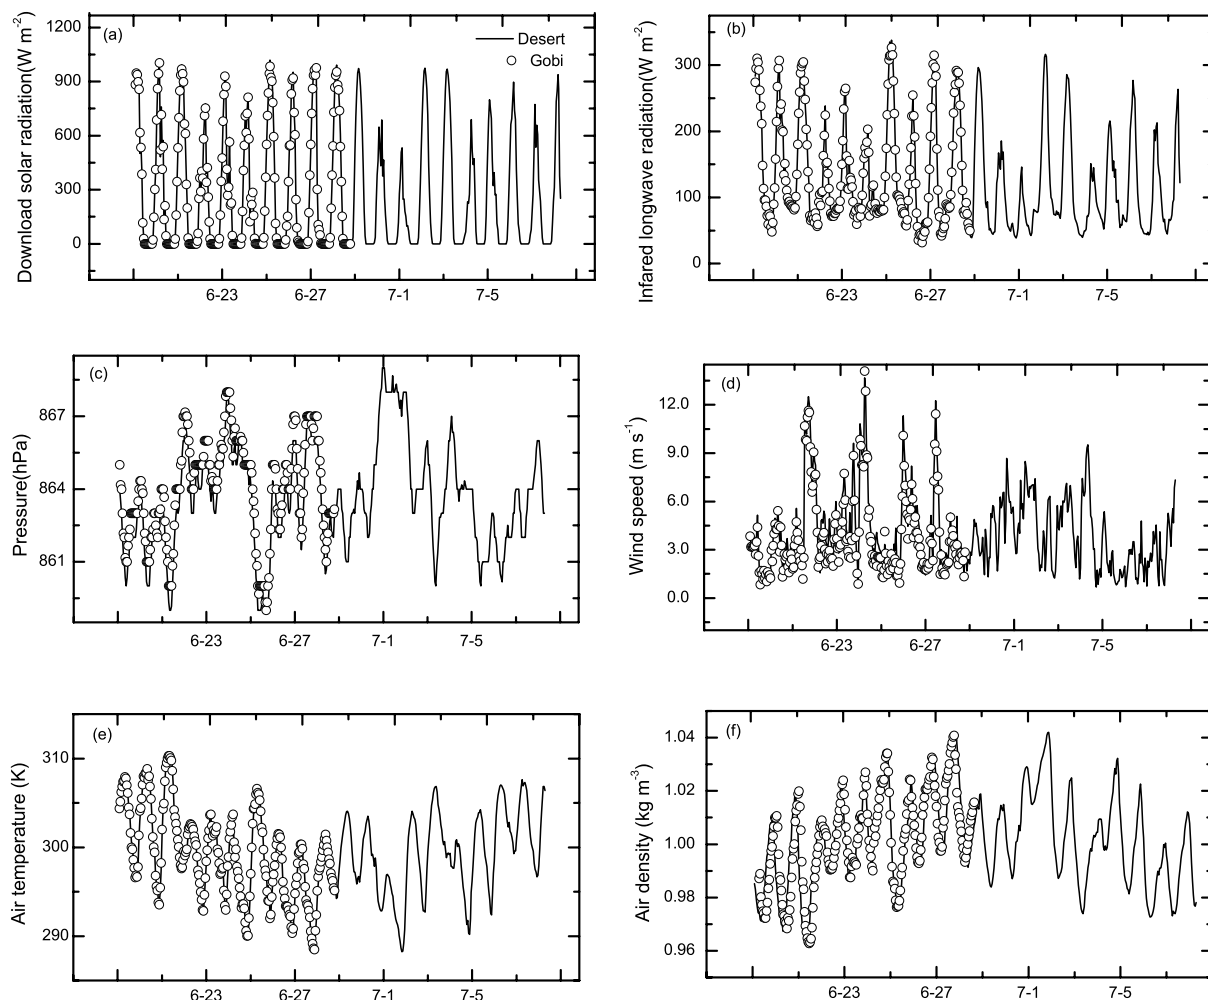 (a)
Download solar radiation(W m-2)
1200
900
600
300
0
Desert
Gobi
6-23 6-27 7-1 7-5
(b)
Infared longwave radiation(W m-2)
300
200
100
0
6-23 6-27 7-1 7-5
(c)
Pressure(hPa)
867
864
861
6-23 6-27 7-1 7-5
(d)
Wind speed (m s-1)
12.0
9.0
6.0
3.0
0.0
6-23 6-27 7-1 7-5
(e)
Air temperature (K)
310
300
290
6-23 6-27 7-1 7-5
(f)
Air density (kg m-3)
1.04
1.02
1.00
0.98
0.96
6-23 6-27 7-1 7-5